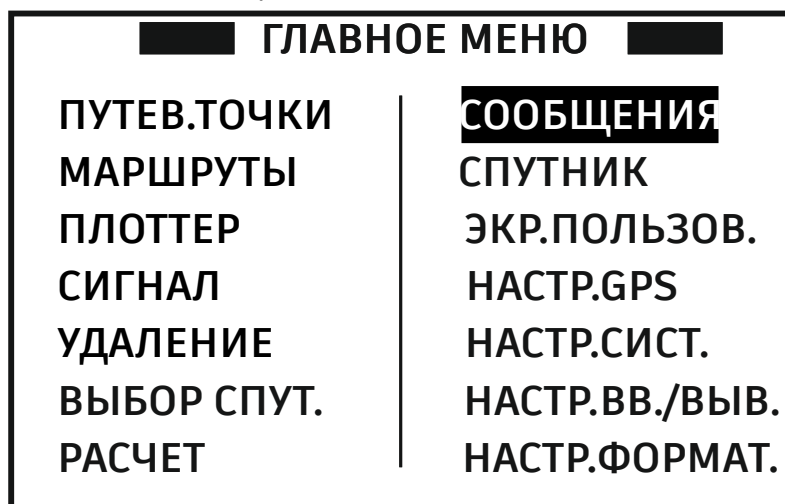 ГЛАВНОЕ МЕНЮ
ПУТЕВ.ТОЧКИ
МАРШРУТЫ
ПЛОТТЕР
СИГНАЛ
УДАЛЕНИЕ
ВЫБОР СПУТ.
РАСЧЕТ
СООБЩЕНИЯ
СПУТНИК
ЭКР.ПОЛЬЗОВ.
НАСТР.GPS
НАСТР.СИСТ.
НАСТР.ВВ./ВЫВ.
НАСТР.ФОРМАТ.